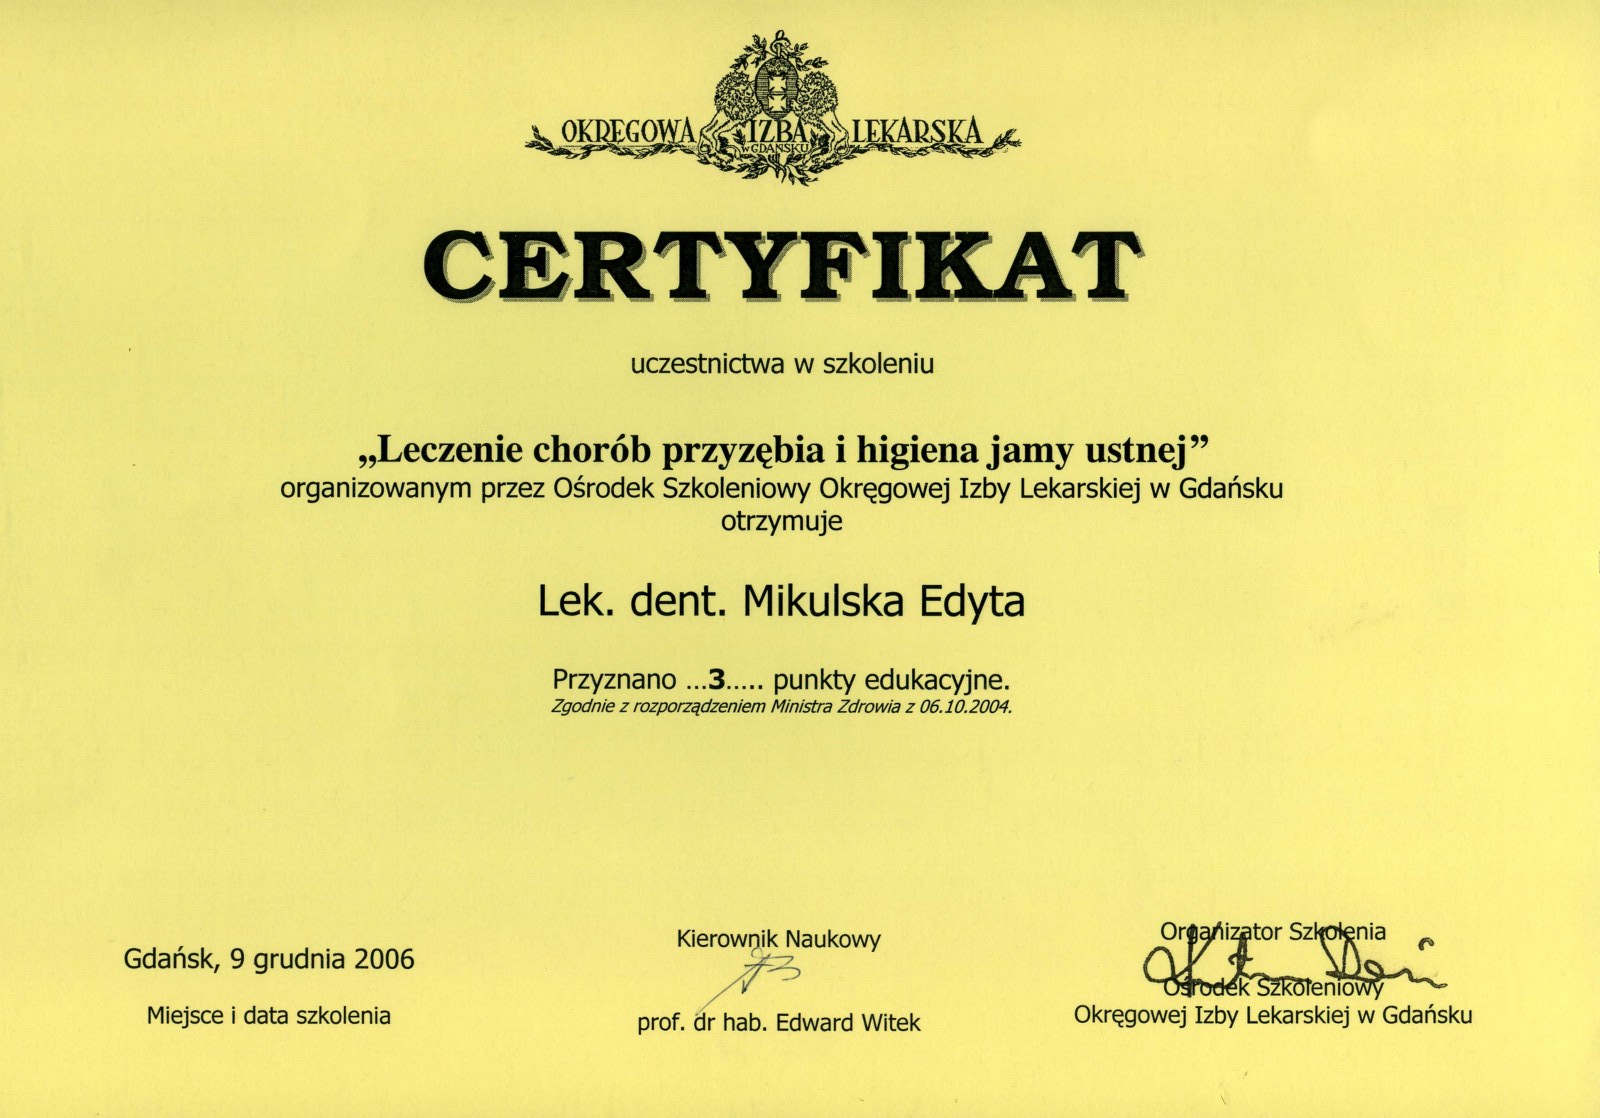 OKRĘGOWA IZBA LEKARSKA
W GDAŃSKU
CERTYFIKAT
uczestnictwa w szkoleniu
„Leczenie chorób przyzębia i higiena jamy ustnej”
organizowanym przez Ośrodek Szkoleniowy Okręgowej Izby Lekarskiej w Gdańsku
otrzymuje
Lek. dent. Mikulska Edyta
Przyznano ...3..... punkty edukacyjne.
Zgodnie z rozporządzeniem Ministra Zdrowia z 06.10.2004.
Gdańsk, 9 grudnia 2006
Miejsce i data szkolenia
Kierownik Naukowy
prof. dr hab. Edward Witek
Organizator Szkolenia
Ośrodek Szkoleniowy
Okręgowej Izby Lekarskiej w Gdańsku